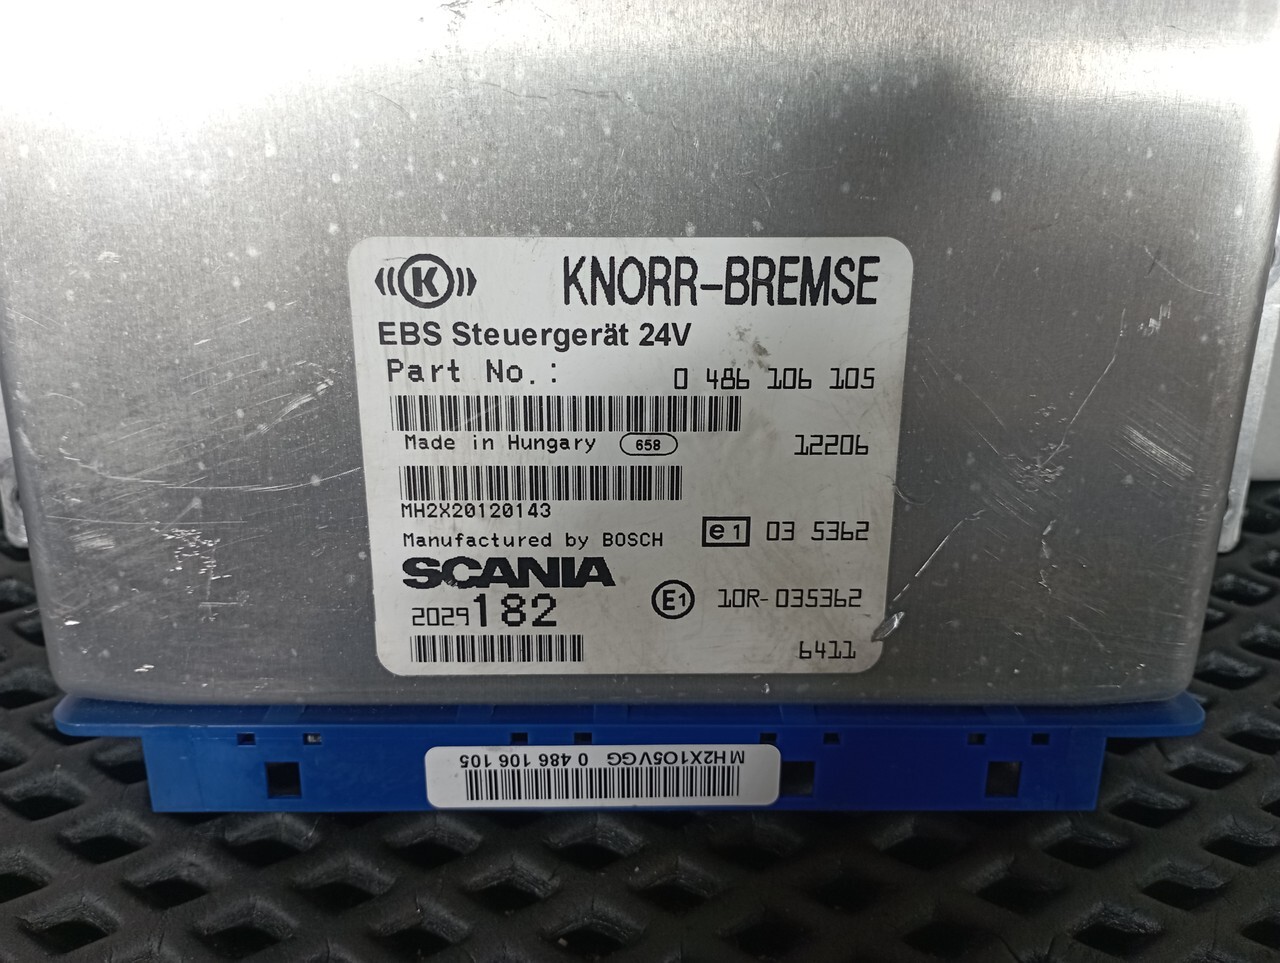 K KNORR-BREMSE
EBS Steuergerät 24V
Part No.: 0 486 106 105
Made in Hungary 658 12206
MH2X20120143
Manufactured by BOSCH e1 03 5362
SCANIA
2029182 E1 10R-035362
6411
MH2X105VGG 0 486 106 105